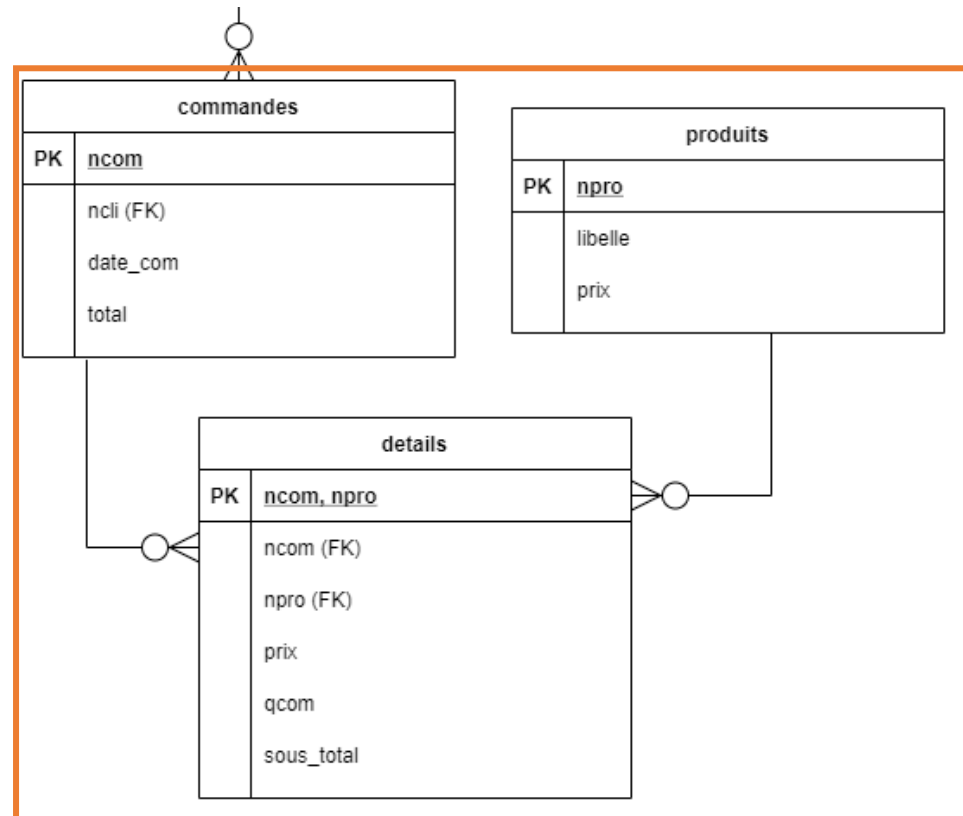 commandes
PK ncom
ncli (FK)
date_com
total
produits
PK npro
libelle
prix
details
PK ncom, npro
ncom (FK)
npro (FK)
prix
qcom
sous_total